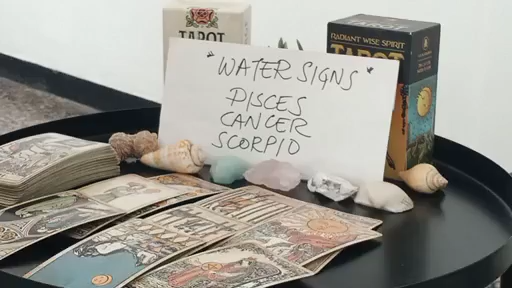 TAROT
RADIANT WISE SPIRIT
TAROT
"WATER SIGNS"
PISCES
CANCER
SCORPIO